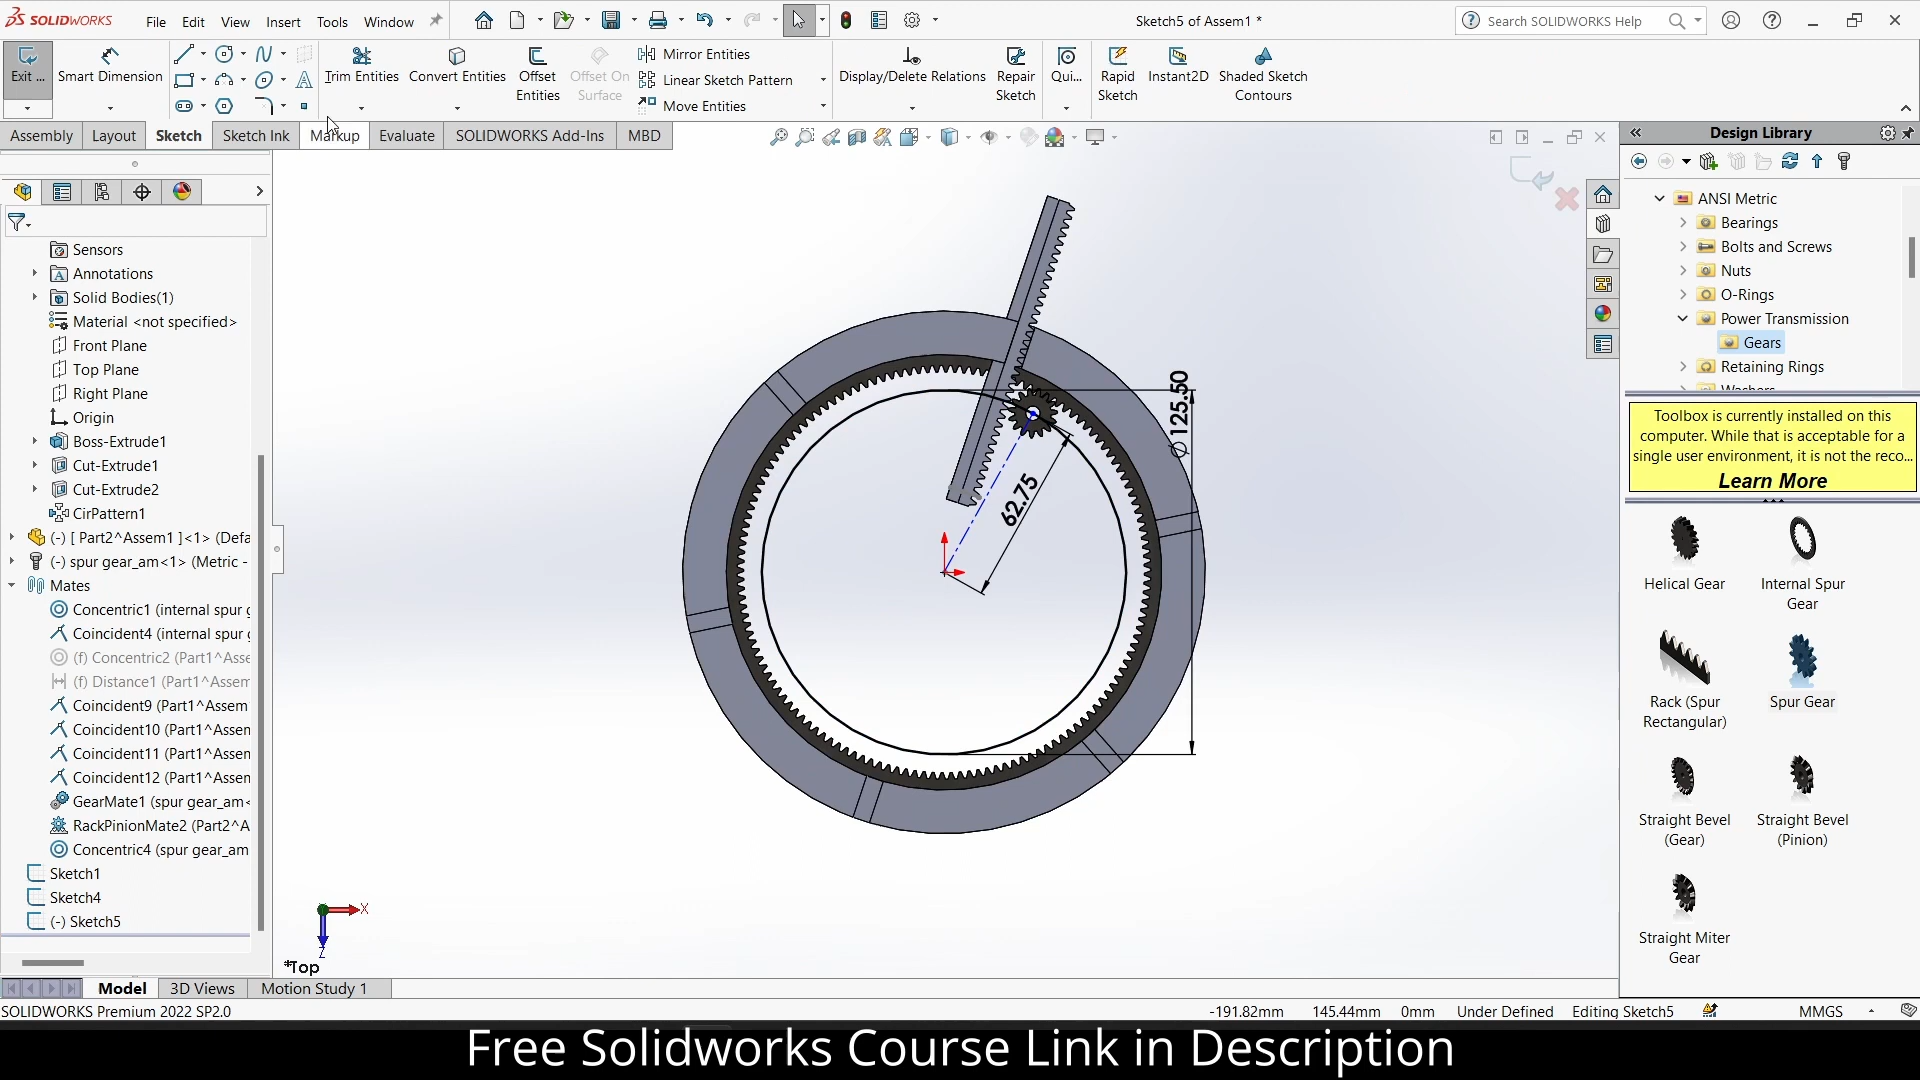 SOLIDWORKS File Edit View Insert Tools Window Sketch5 of Assem1 * Search SOLIDWORKS Help
Exit ... Smart Dimension Trim Entities Convert Entities Offset Entities Offset On Surface Mirror Entities Linear Sketch Pattern Move Entities Display/Delete Relations Repair Sketch Qui... Rapid Sketch Instant2D Shaded Sketch Contours
Assembly Layout Sketch Sketch Ink Markup Evaluate SOLIDWORKS Add-Ins MBD
Sensors
Annotations
Solid Bodies(1)
Material <not specified>
Front Plane
Top Plane
Right Plane
Origin
Boss-Extrude1
Cut-Extrude1
Cut-Extrude2
CirPattern1
(-) [ Part2^Assem1 ]<1> (Defa
(-) spur gear_am<1> (Metric -
Mates
Concentric1 (internal spur g
Coincident4 (internal spur g
(f) Concentric2 (Part1^Asse
(f) Distance1 (Part1^Assem
Coincident9 (Part1^Assem
Coincident10 (Part1^Assen
Coincident11 (Part1^Assen
Coincident12 (Part1^Assen
GearMate1 (spur gear_am<
RackPinionMate2 (Part2^A
Concentric4 (spur gear_am
Sketch1
Sketch4
(-) Sketch5
Ø125.50
62.75
X
Z
*Top
Design Library
ANSI Metric
Bearings
Bolts and Screws
Nuts
O-Rings
Power Transmission
Gears
Retaining Rings
Toolbox is currently installed on this
computer. While that is acceptable for a
single user environment, it is not the reco...
Learn More
Helical Gear Internal Spur Gear
Rack (Spur Rectangular) Spur Gear
Straight Bevel (Gear) Straight Bevel (Pinion)
Straight Miter Gear
Model 3D Views Motion Study 1
SOLIDWORKS Premium 2022 SP2.0 -191.82mm 145.44mm 0mm Under Defined Editing Sketch5 MMGS
Free Solidworks Course Link in Description